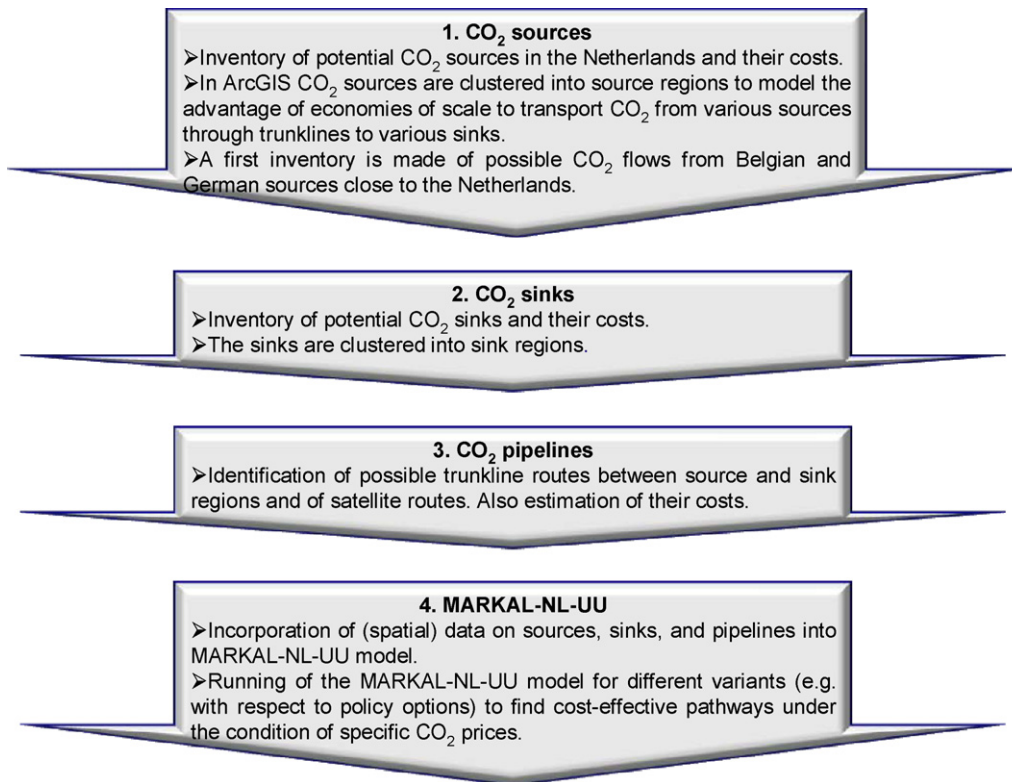 1. CO₂ sources
➢Inventory of potential CO₂ sources in the Netherlands and their costs.
➢In ArcGIS CO₂ sources are clustered into source regions to model the
advantage of economies of scale to transport CO₂ from various sources
through trunklines to various sinks.
➢A first inventory is made of possible CO₂ flows from Belgian and
German sources close to the Netherlands.
2. CO₂ sinks
➢Inventory of potential CO₂ sinks and their costs.
➢The sinks are clustered into sink regions.
3. CO₂ pipelines
➢Identification of possible trunkline routes between source and sink
regions and of satellite routes. Also estimation of their costs.
4. MARKAL-NL-UU
➢Incorporation of (spatial) data on sources, sinks, and pipelines into
MARKAL-NL-UU model.
➢Running of the MARKAL-NL-UU model for different variants (e.g.
with respect to policy options) to find cost-effective pathways under
the condition of specific CO₂ prices.